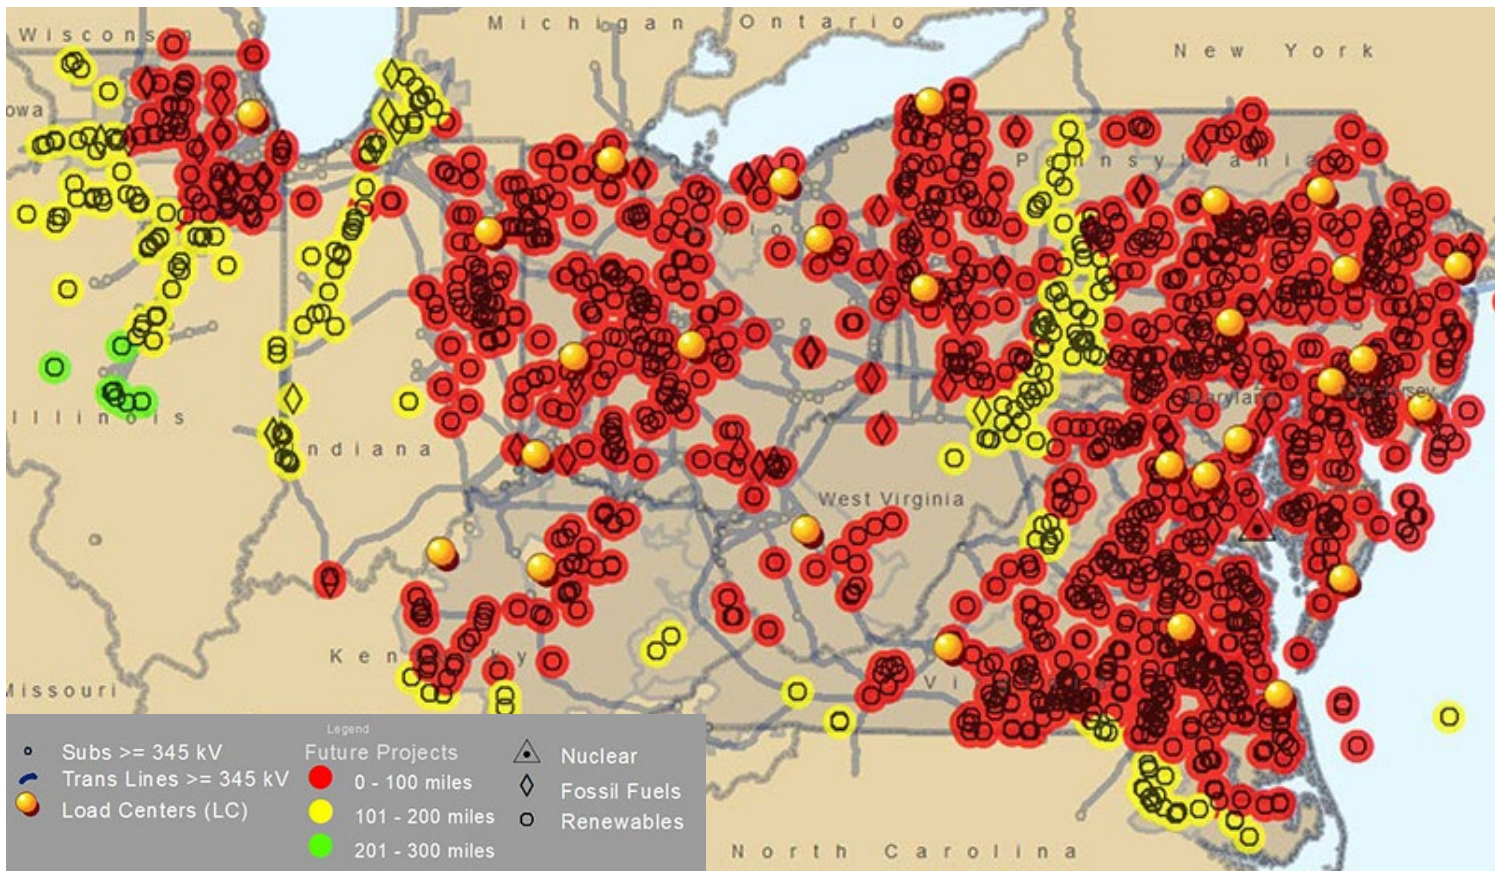 Michigan Ontario
Wisconsin
New York
owa
Pennsylvania
Maryland
Illinois
Indiana
West Virginia
Kentucky
Missouri
Virginia
North Carolina
Legend
Subs >= 345 kV
Trans Lines >= 345 kV
Load Centers (LC)
Future Projects
0 - 100 miles
101 - 200 miles
201 - 300 miles
Nuclear
Fossil Fuels
Renewables